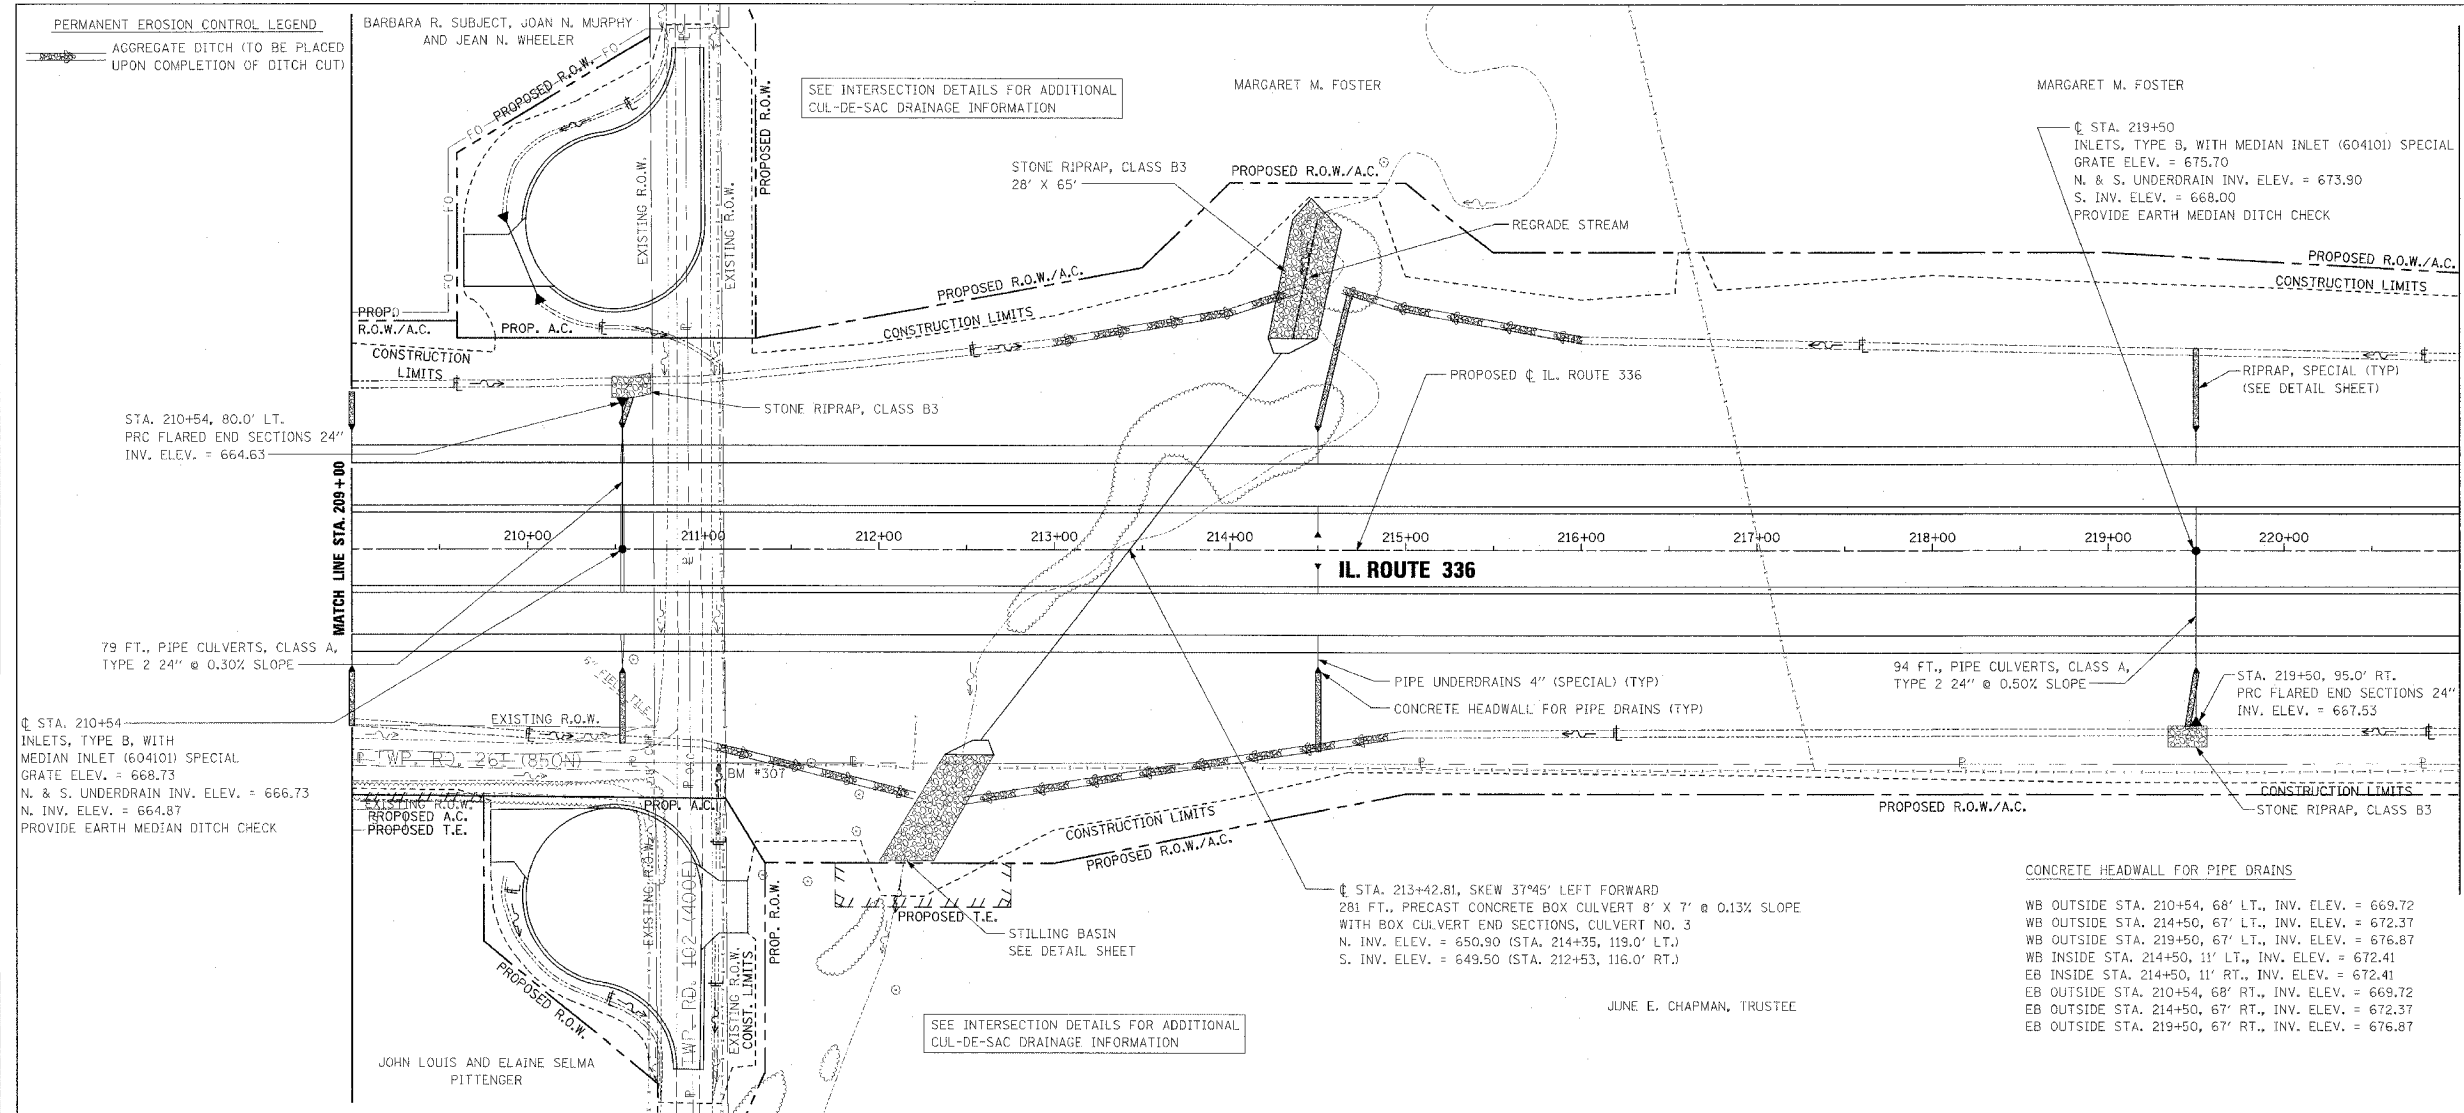 PERMANENT EROSION CONTROL LEGEND
AGGREGATE DITCH (TO BE PLACED
UPON COMPLETION OF DITCH CUT)
BARBARA R. SUBJECT, JOAN N. MURPHY
AND JEAN N. WHEELER
FO
PROPOSED R.O.W.
FO
FO
FO
EXISTING R.O.W.
EXISTING R.O.W.
PROPOSED R.O.W.
SEE INTERSECTION DETAILS FOR ADDITIONAL
CUL-DE-SAC DRAINAGE INFORMATION
MARGARET M. FOSTER
MARGARET M. FOSTER
℄ STA. 219+50
INLETS, TYPE B, WITH MEDIAN INLET (604101) SPECIAL
GRATE ELEV. = 675.70
N. & S. UNDERDRAIN INV. ELEV. = 673.90
S. INV. ELEV. = 668.00
PROVIDE EARTH MEDIAN DITCH CHECK
STONE RIPRAP, CLASS B3
28' X 65'
PROPOSED R.O.W./A.C.
REGRADE STREAM
PROPOSED R.O.W./A.C.
CONSTRUCTION LIMITS
PROPOSED R.O.W./A.C.
CONSTRUCTION LIMITS
PROP.
R.O.W./A.C.
PROP. A.C.
CONSTRUCTION
LIMITS
PROPOSED ℄ IL. ROUTE 336
RIPRAP, SPECIAL (TYP)
(SEE DETAIL SHEET)
STONE RIPRAP, CLASS B3
STA. 210+54, 80.0' LT.
PRC FLARED END SECTIONS 24"
INV. ELEV. = 664.63
MATCH LINE STA. 209+00
210+00
211+00
212+00
213+00
214+00
215+00
216+00
217+00
218+00
219+00
220+00
IL. ROUTE 336
79 FT., PIPE CULVERTS, CLASS A,
TYPE 2 24" @ 0.30% SLOPE
6" FIELD TILE
PIPE UNDERDRAINS 4" (SPECIAL) (TYP)
CONCRETE HEADWALL FOR PIPE DRAINS (TYP)
94 FT., PIPE CULVERTS, CLASS A,
TYPE 2 24" @ 0.50% SLOPE
STA. 219+50, 95.0' RT.
PRC FLARED END SECTIONS 24"
INV. ELEV. = 667.53
℄ STA. 210+54
INLETS, TYPE B, WITH
MEDIAN INLET (604101) SPECIAL
GRATE ELEV. = 668.73
N. & S. UNDERDRAIN INV. ELEV. = 666.73
N. INV. ELEV. = 664.87
PROVIDE EARTH MEDIAN DITCH CHECK
EXISTING R.O.W.
TWP. RD. 261 (850N)
BM #307
EXISTING R.O.W.
PROPOSED A.C.
PROPOSED T.E.
PROP. A.C.
CONSTRUCTION LIMITS
PROPOSED R.O.W./A.C.
CONSTRUCTION LIMITS
PROPOSED R.O.W./A.C.
STONE RIPRAP, CLASS B3
EXISTING R.O.W.
TWP. RD. 102 (400E)
EXISTING R.O.W.
CONST. LIMITS
PROP. R.O.W.
PROPOSED R.O.W.
PROPOSED T.E.
STILLING BASIN
SEE DETAIL SHEET
℄ STA. 213+42.81, SKEW 37°45' LEFT FORWARD
281 FT., PRECAST CONCRETE BOX CULVERT 8' X 7' @ 0.13% SLOPE
WITH BOX CULVERT END SECTIONS, CULVERT NO. 3
N. INV. ELEV. = 650.90 (STA. 214+35, 119.0' LT.)
S. INV. ELEV. = 649.50 (STA. 212+53, 116.0' RT.)
CONCRETE HEADWALL FOR PIPE DRAINS
WB OUTSIDE STA. 210+54, 68' LT., INV. ELEV. = 669.72
WB OUTSIDE STA. 214+50, 67' LT., INV. ELEV. = 672.37
WB OUTSIDE STA. 219+50, 67' LT., INV. ELEV. = 676.87
WB INSIDE STA. 214+50, 11' LT., INV. ELEV. = 672.41
EB INSIDE STA. 214+50, 11' RT., INV. ELEV. = 672.41
EB OUTSIDE STA. 210+54, 68' RT., INV. ELEV. = 669.72
EB OUTSIDE STA. 214+50, 67' RT., INV. ELEV. = 672.37
EB OUTSIDE STA. 219+50, 67' RT., INV. ELEV. = 676.87
JUNE E. CHAPMAN, TRUSTEE
SEE INTERSECTION DETAILS FOR ADDITIONAL
CUL-DE-SAC DRAINAGE INFORMATION
JOHN LOUIS AND ELAINE SELMA
PITTENGER